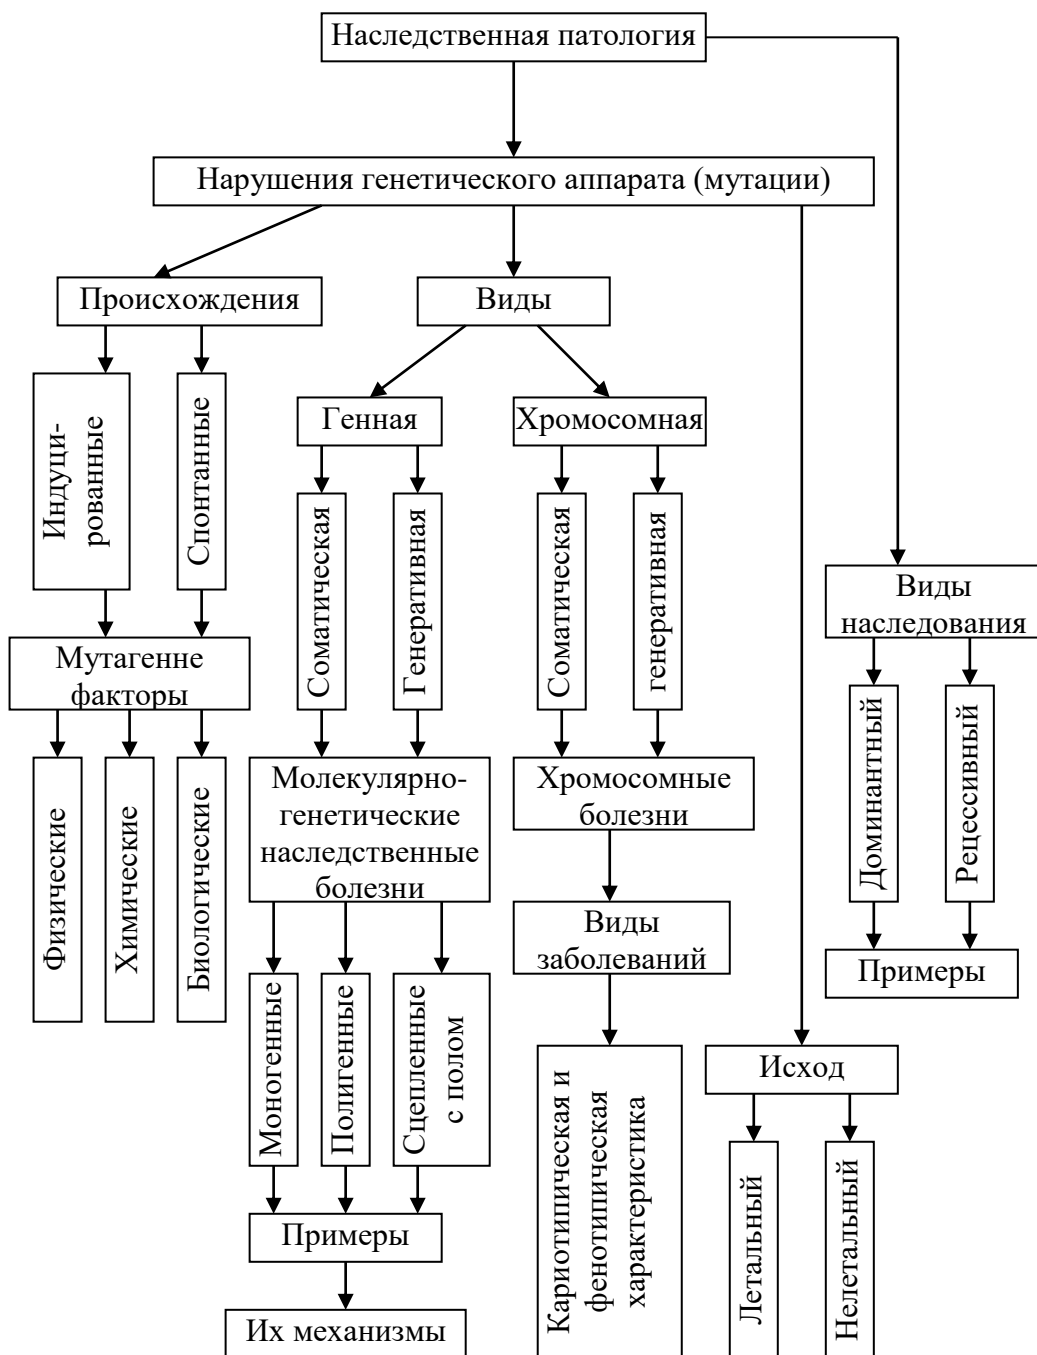 Наследственная патология
Нарушения генетического аппарата (мутации)
Происхождения
Виды
Индуци-
рованные
Спонтанные
Генная
Хромосомная
Соматическая
Генеративная
Соматическая
генеративная
Виды
наследования
Мутагенне
факторы
Доминантный
Рецессивный
Физические
Химические
Биологические
Молекулярно-
генетические
наследственные
болезни
Хромосомные
болезни
Виды
заболеваний
Примеры
Моногенные
Полигенные
Сцепленные
с полом
Кариотипическая и
фенотипическая
характеристика
Исход
Летальный
Нелетальный
Примеры
Их механизмы